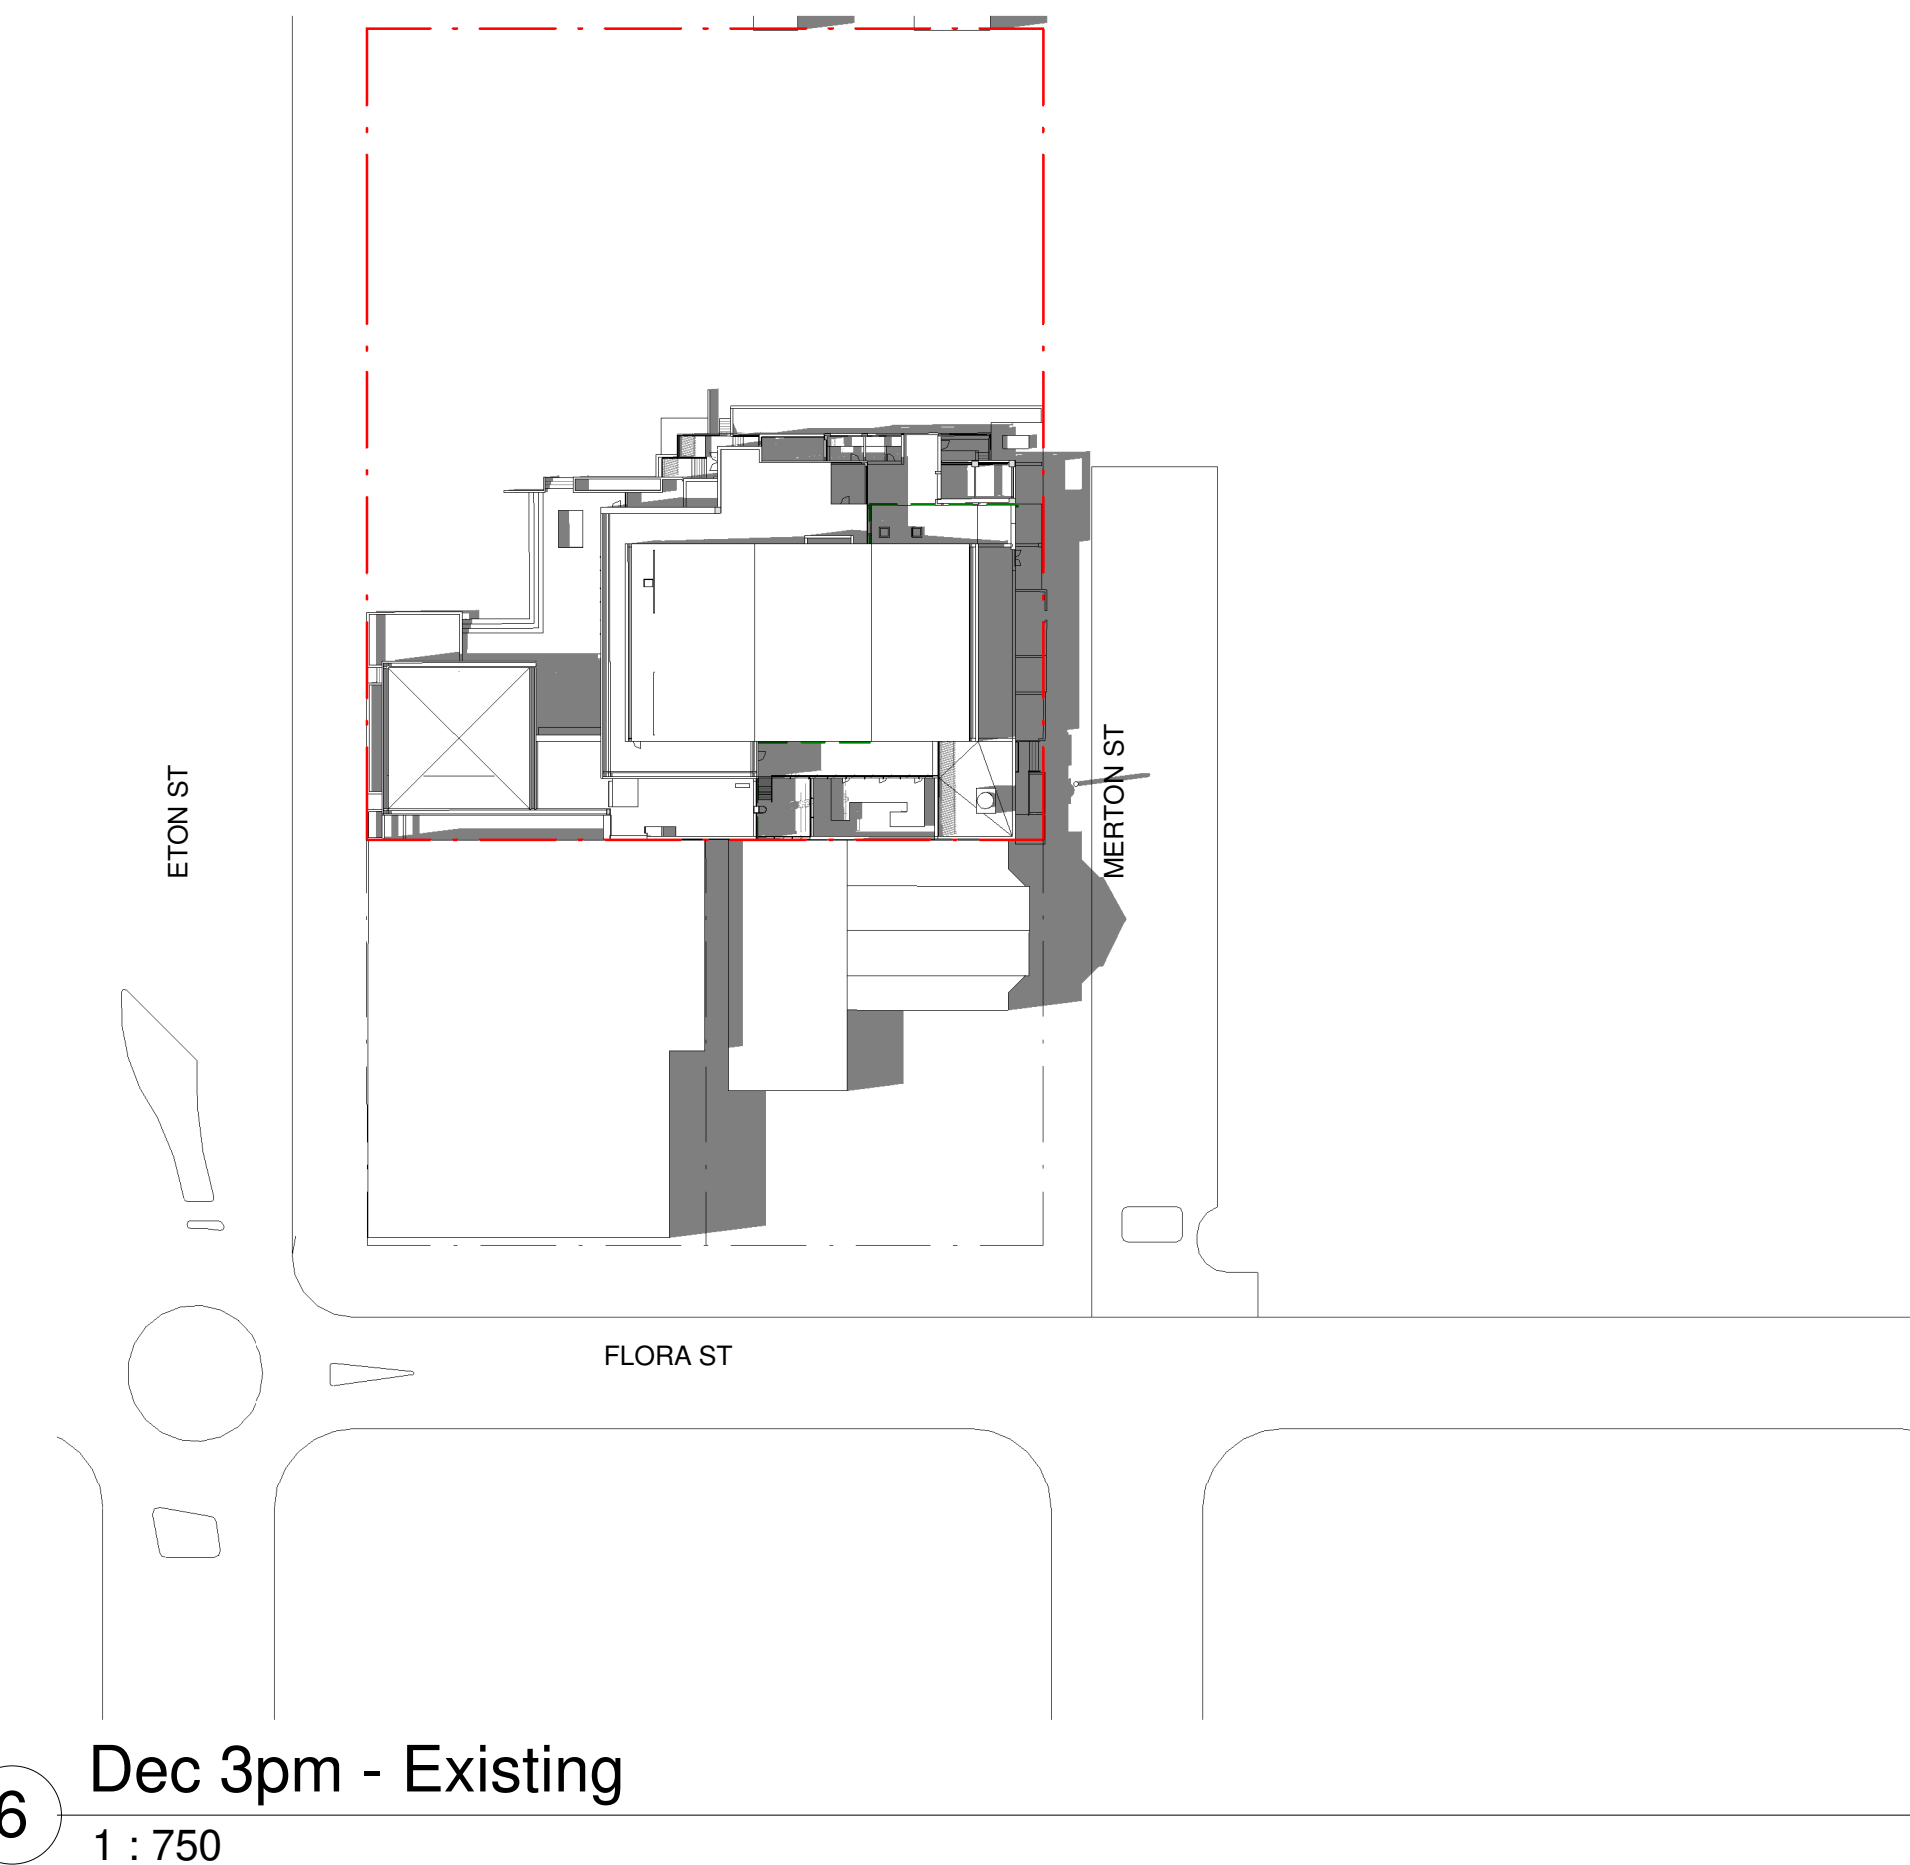 ETON ST
MERTON ST
FLORA ST
6
Dec 3pm - Existing
1 : 750